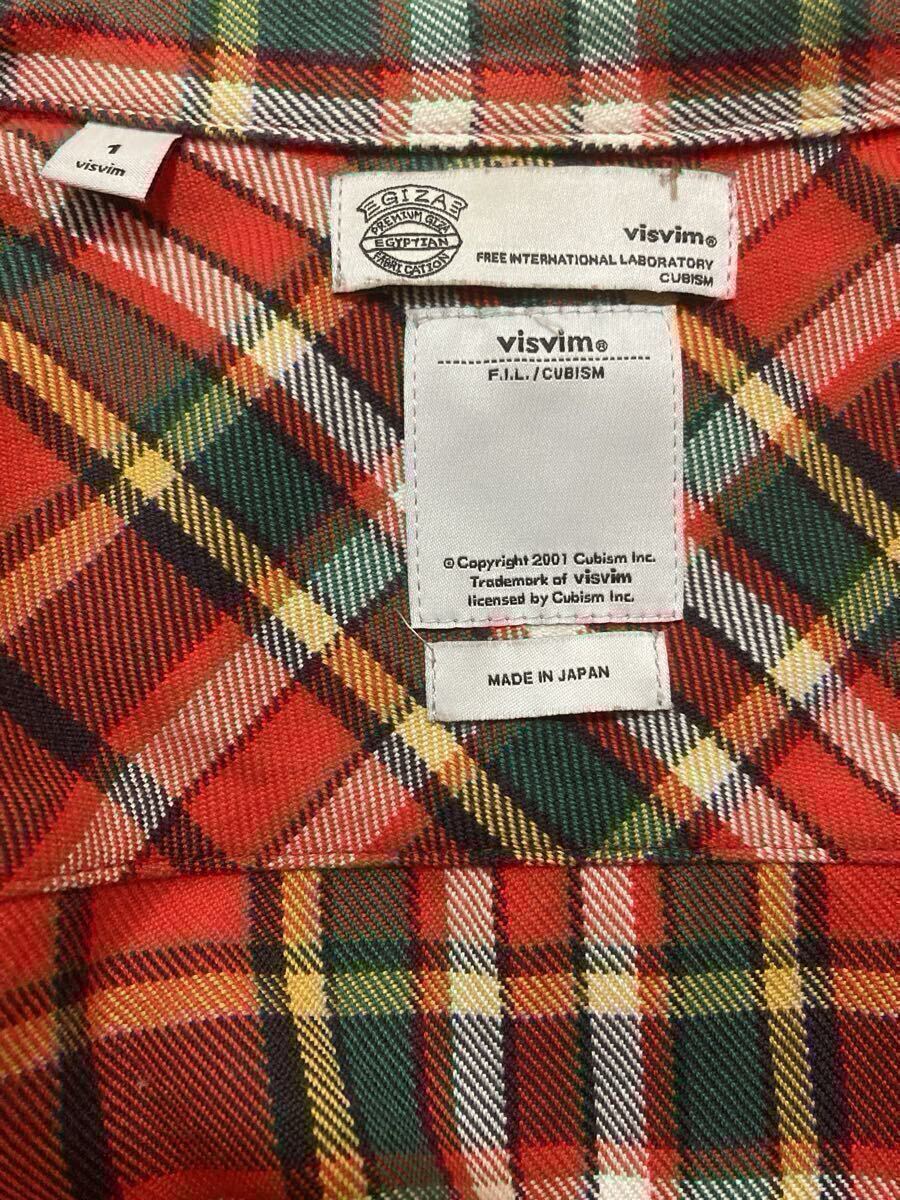 1
visvim
GIZA
PREMIUM GIZA
EGYPTIAN
FABRICATION
visvim®
FREE INTERNATIONAL LABORATORY
CUBISM
visvim®
F.I.L./CUBISM
© Copyright 2001 Cubism Inc.
Trademark of visvim
licensed by Cubism Inc.
MADE IN JAPAN